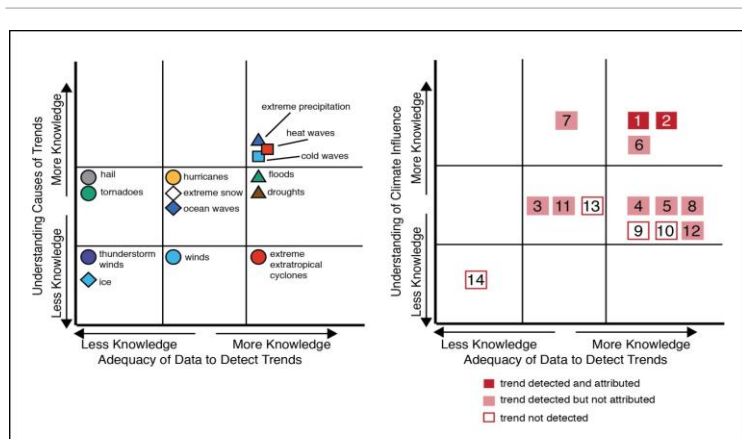 Understanding Causes of Trends
Less Knowledge
More Knowledge
extreme precipitation
heat waves
cold waves
hail
tornadoes
hurricanes
extreme snow
ocean waves
floods
droughts
thunderstorm
winds
ice
winds
extreme
extratropical
cyclones
Less Knowledge
More Knowledge
Adequacy of Data to Detect Trends
Understanding of Climate Influence
Less Knowledge
More Knowledge
7
1
2
6
3
11
13
4
5
8
9
10
12
14
Less Knowledge
More Knowledge
Adequacy of Data to Detect Trends
trend detected and attributed
trend detected but not attributed
trend not detected